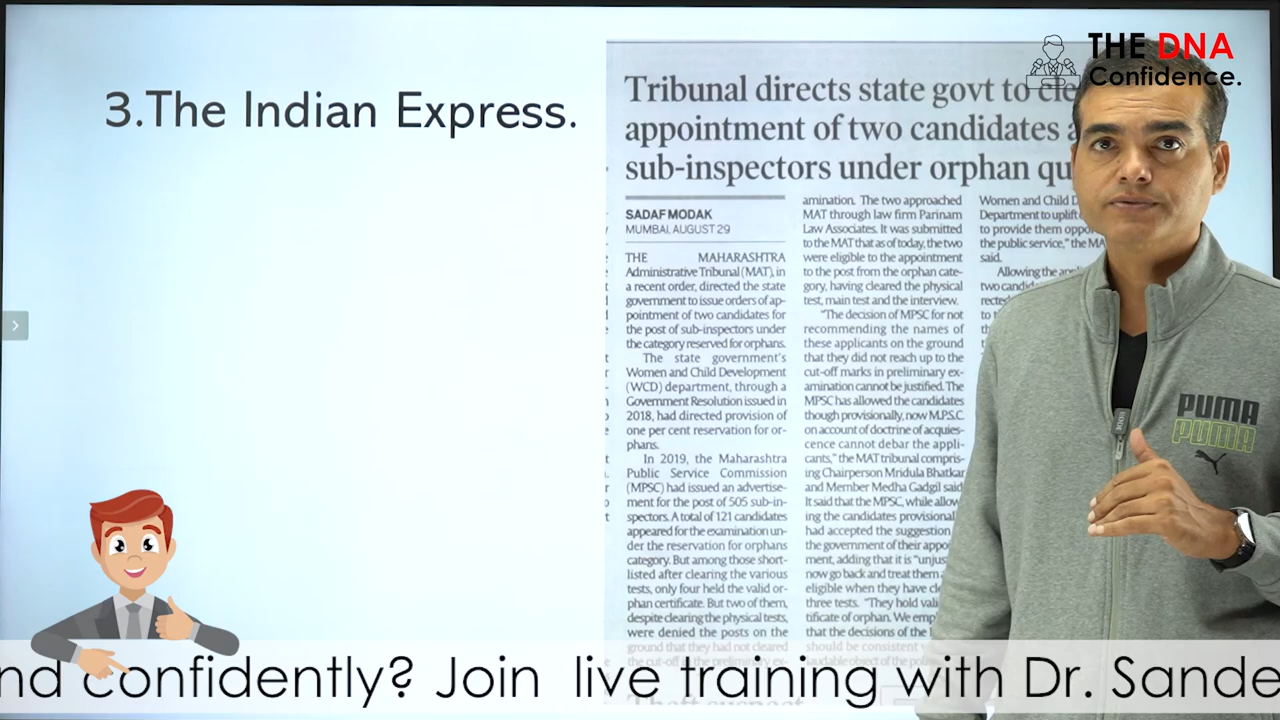 THE DNA
Confidence.
3.The Indian Express.
Tribunal directs state govt to cle
appointment of two candidates a
sub-inspectors under orphan qu
SADAF MODAK
MUMBAI, AUGUST 29
THE MAHARASHTRA
Administrative Tribunal (MAT), in
a recent order, directed the state
government to issue orders of ap-
pointment of two candidates for
the post of sub-inspectors under
the category reserved for orphans.
The state government's
Women and Child Development
(WCD) department, through a
Government Resolution issued in
2018, had directed provision of
one per cent reservation for or-
phans.
In 2019, the Maharashtra
Public Service Commission
(MPSC) had issued an advertise-
ment for the post of 505 sub-in-
spectors. A total of 121 candidates
appeared for the examination un-
der the reservation for orphans
category. But among those short-
listed after clearing the various
tests, only four held the valid or-
phan certificate. But two of them,
despite clearing the physical tests,
were denied the posts on the
ground that they had not cleared
the cut-off in the preliminary ex-
amination. The two approached
MAT through law firm Parinam
Law Associates. It was submitted
to the MAT that as of today, the two
were eligible to the appointment
to the post from the orphan cate-
gory, having cleared the physical
test, main test and the interview.
"The decision of MPSC for not
recommending the names of
these applicants on the ground
that they did not reach up to the
cut-off marks in preliminary ex-
amination cannot be justified. The
MPSC has allowed the candidates
though provisionally, now M.P.S.C.
on account of doctrine of acquies-
cence cannot debar the appli-
cants," the MAT tribunal compris-
ing Chairperson Mridula Bhatkar
and Member Medha Gadgil said
It said that the MPSC, while allow
ing the candidates provisional
had accepted the suggestion
the government of their appo
ment, adding that it is "unjus
now go back and treat them
eligible when they have cle
three tests. "They hold vali
tificate of orphan. We emp
that the decisions of the
should be consistent
laudable object of the poli
Women and Child D
Department to uplift
to provide them oppo
the public service," the MA
said.
Allowing the app
two candid
rected
to t
PUMA
PUMA
nd confidently? Join live training with Dr. Sande